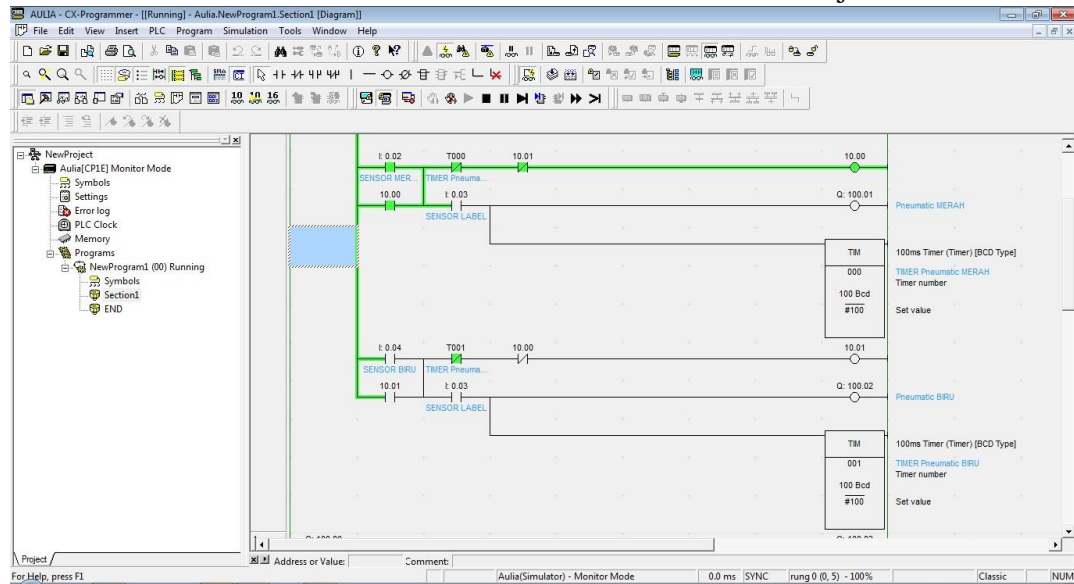 AULIA - CX-Programmer - [[Running] - Aulia.NewProgram1.Section1 [Diagram]]
File Edit View Insert PLC Program Simulation Tools Window Help
10 10 16
NewProject
Aulia[CP1E] Monitor Mode
Symbols
Settings
Error log
PLC Clock
Memory
Programs
NewProgram1 (00) Running
Symbols
Section1
END
Project
I: 0.02 T000 10.01 10.00
SENSOR MER... TIMER Pneuma...
10.00 I: 0.03 Q: 100.01
SENSOR LABEL Pneumatic MERAH
TIM 100ms Timer (Timer) [BCD Type]
000 TIMER Pneumatic MERAH
Timer number
100 Bcd
#100 Set value
I: 0.04 T001 10.00 10.01
SENSOR BIRU TIMER Pneuma...
10.01 I: 0.03 Q: 100.02
SENSOR LABEL Pneumatic BIRU
TIM 100ms Timer (Timer) [BCD Type]
001 TIMER Pneumatic BIRU
Timer number
100 Bcd
#100 Set value
Address or Value: Comment:
For Help, press F1 Aulia(Simulator) - Monitor Mode 0.0 ms SYNC rung 0 (0, 5) - 100% Classic NUM